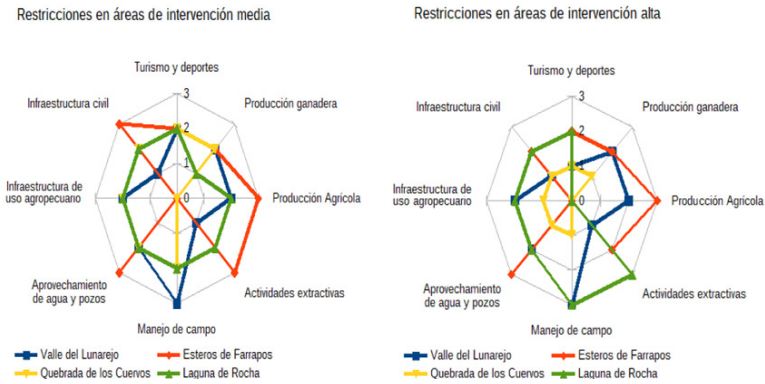 Restricciones en áreas de intervención media
Turismo y deportes
3
Infraestructura civil
Producción ganadera
2
1
Infraestructura de
uso agropecuario
0
Producción Agrícola
Aprovechamiento
de agua y pozos
Actividades extractivas
Manejo de campo
Valle del Lunarejo
Esteros de Farrapos
Quebrada de los Cuervos
Laguna de Rocha
Restricciones en áreas de intervención alta
Turismo y deportes
3
Infraestructura civil
Producción ganadera
2
1
Infraestructura de
uso agropecuario
0
Producción Agrícola
Aprovechamiento
de agua y pozos
Actividades extractivas
Manejo de campo
Valle del Lunarejo
Esteros de Farrapos
Quebrada de los Cuervos
Laguna de Rocha